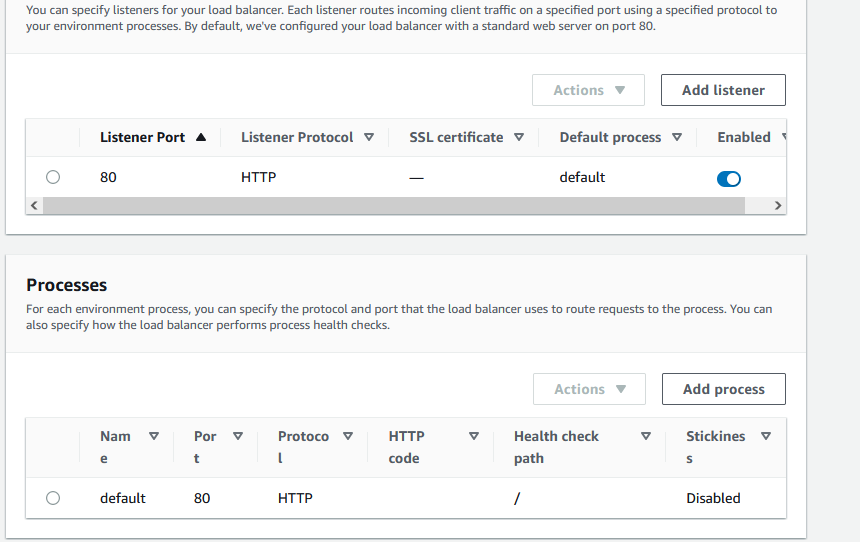 You can specify listeners for your load balancer. Each listener routes incoming client traffic on a specified port using a specified protocol to
your environment processes. By default, we've configured your load balancer with a standard web server on port 80.
Actions
Add listener
Listener Port
Listener Protocol
SSL certificate
Default process
Enabled
80
HTTP
—
default
Processes
For each environment process, you can specify the protocol and port that the load balancer uses to route requests to the process. You can
also specify how the load balancer performs process health checks.
Actions
Add process
Nam
e
Por
t
Protoco
l
HTTP
code
Health check
path
Stickines
s
default
80
HTTP
/
Disabled